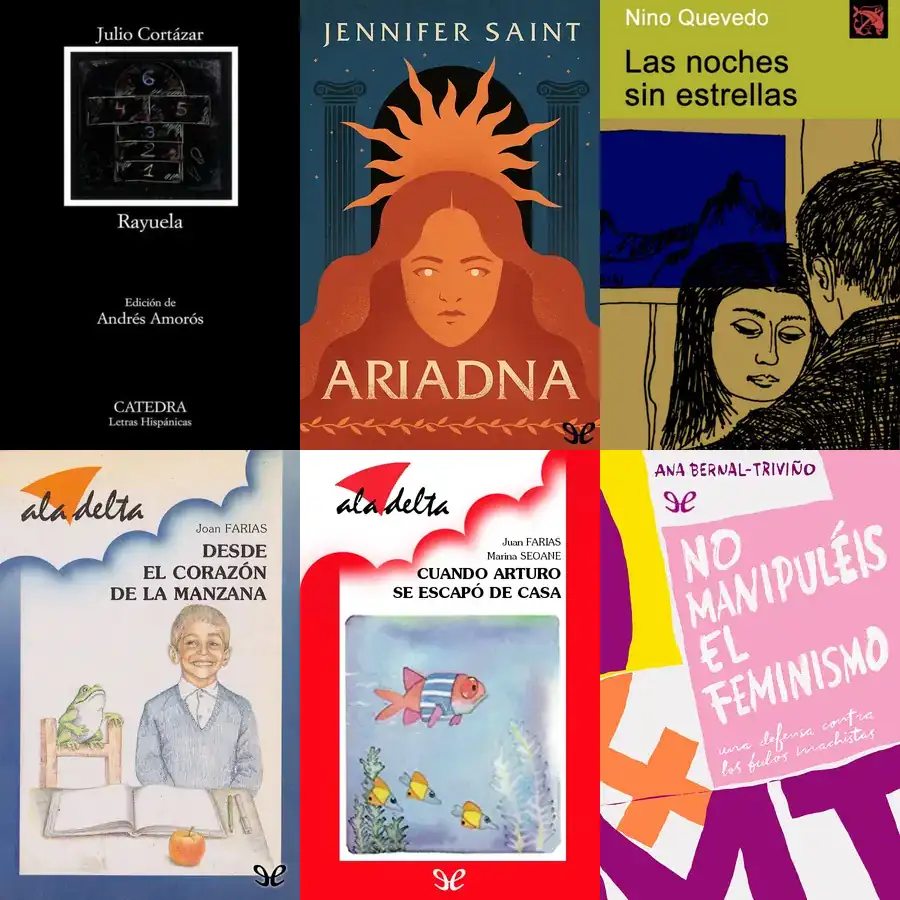 Julio Cortázar
6
4 5
3
2
1
Rayuela
Edición de
Andrés Amorós
CATEDRA
Letras Hispánicas
JENNIFER SAINT
ARIADNA
Nino Quevedo
Las noches
sin estrellas
ala delta
Joan FARIAS
DESDE
EL CORAZÓN
DE LA MANZANA
ala delta
Juan FARIAS
Marina SEOANE
CUANDO ARTURO
SE ESCAPÓ DE CASA
ANA BERNAL-TRIVIÑO
NO
MANIPULÉIS
EL
FEMINISMO
una defensa contra
los bulos machistas
MT